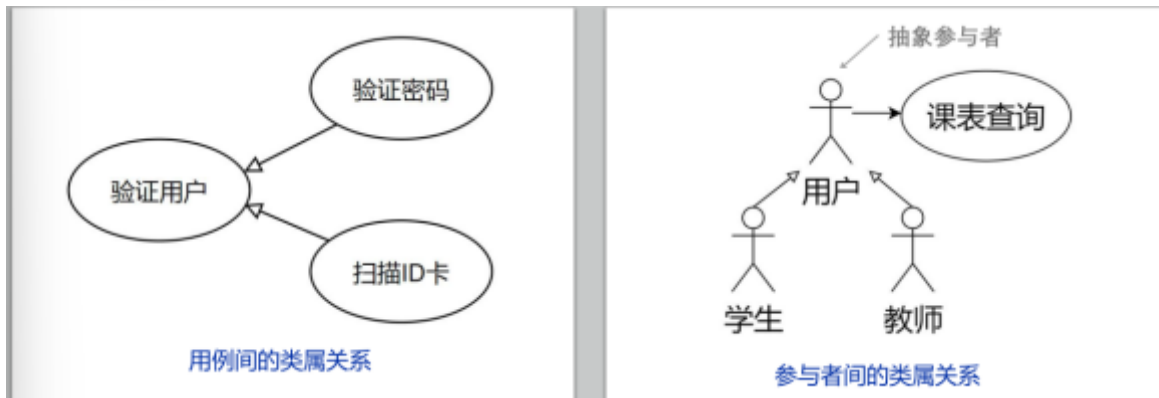 验证密码
验证用户
扫描ID卡
用例间的类属关系
抽象参与者
课表查询
用户
学生
教师
参与者间的类属关系